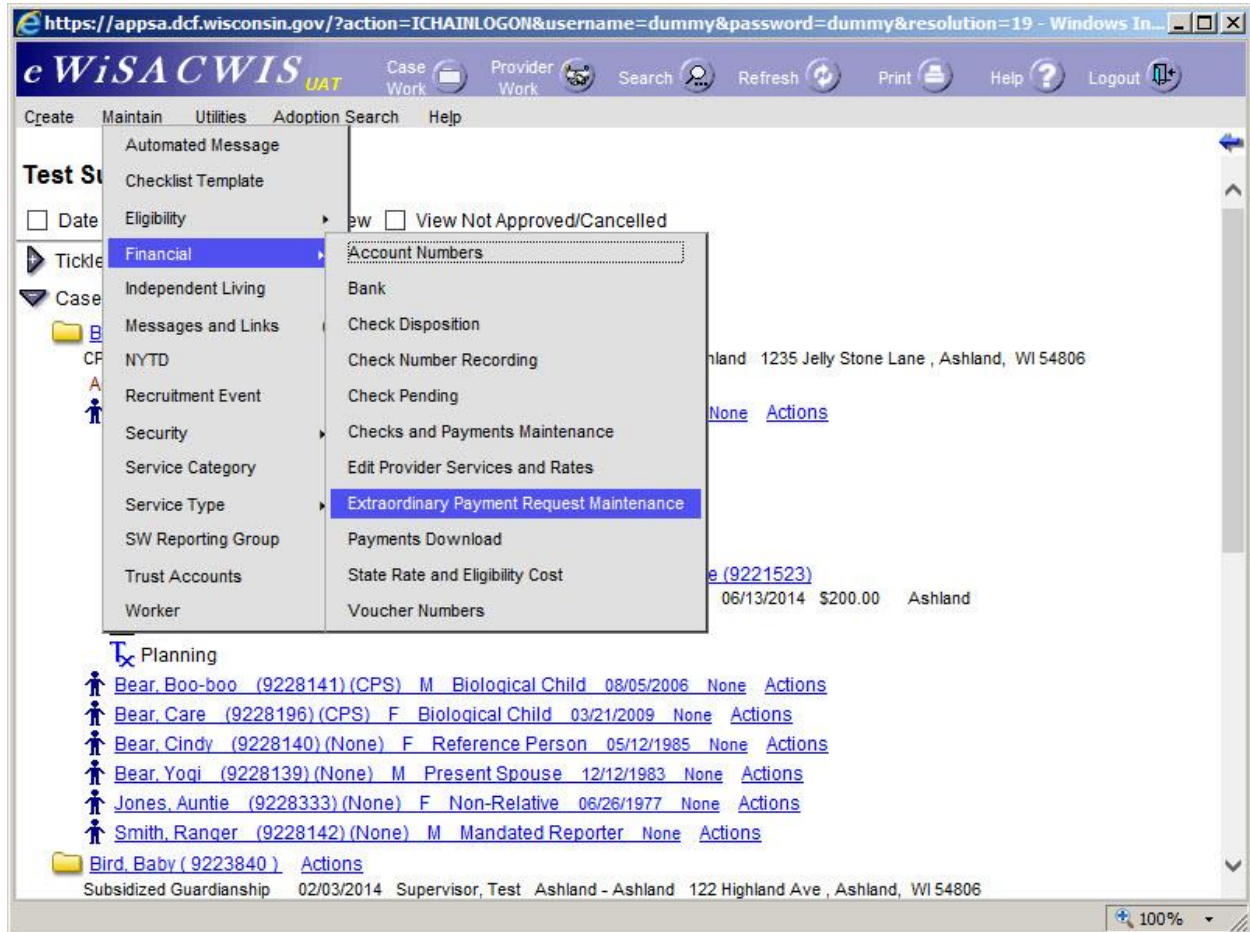 https://appsa.dcf.wisconsin.gov/?action=ICHAINLOGON&username=dummy&password=dummy&resolution=19 - Windows In...
eWiSACWIS UAT Case Work Provider Work Search Refresh Print Help Logout
Create Maintain Utilities Adoption Search Help
Automated Message
Test Su
Checklist Template
Date Eligibility ew View Not Approved/Cancelled
Tickle Financial Account Numbers
Case Independent Living Bank
B Messages and Links Check Disposition
CP NYTD Check Number Recording hland 1235 Jelly Stone Lane , Ashland, WI 54806
A Recruitment Event Check Pending None Actions
Security Checks and Payments Maintenance
Service Category Edit Provider Services and Rates
Service Type Extraordinary Payment Request Maintenance
SW Reporting Group Payments Download
Trust Accounts State Rate and Eligibility Cost e (9221523)
Worker Voucher Numbers 06/13/2014 $200.00 Ashland
Tx Planning
Bear, Boo-boo (9228141) (CPS) M Biological Child 08/05/2006 None Actions
Bear, Care (9228196) (CPS) F Biological Child 03/21/2009 None Actions
Bear, Cindy (9228140) (None) F Reference Person 05/12/1985 None Actions
Bear, Yogi (9228139) (None) M Present Spouse 12/12/1983 None Actions
Jones, Auntie (9228333) (None) F Non-Relative 06/26/1977 None Actions
Smith, Ranger (9228142) (None) M Mandated Reporter None Actions
Bird, Baby ( 9223840 ) Actions
Subsidized Guardianship 02/03/2014 Supervisor, Test Ashland - Ashland 122 Highland Ave , Ashland, WI 54806
100%